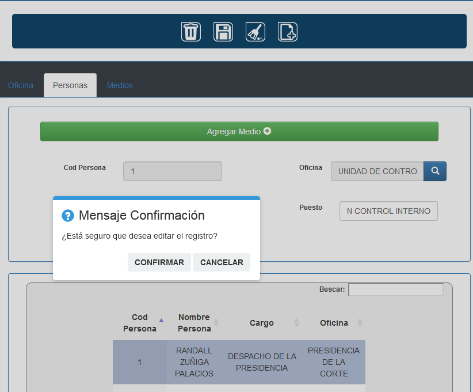 Oficina Personas Medios
Agregar Medio
Cod Persona 1 Oficina UNIDAD DE CONTRO
Mensaje Confirmación
Puesto N CONTROL INTERNO
¿Está seguro que desea editar el registro?
CONFIRMAR CANCELAR
Buscar:
Cod Persona Nombre Persona Cargo Oficina
1 RANDALL ZUÑIGA PALACIOS DESPACHO DE LA PRESIDENCIA PRESIDENCIA DE LA CORTE